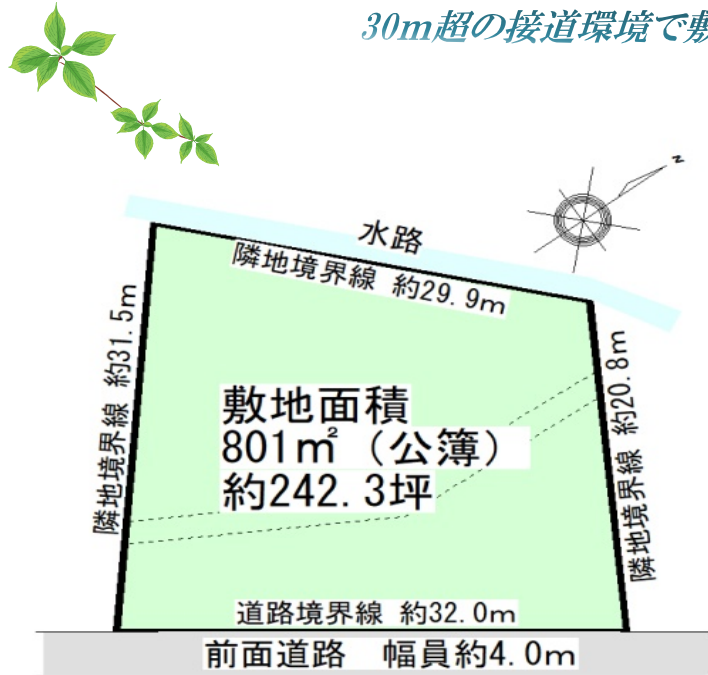 30m超の接道環境で敷
N
水路
隣地境界線 約29.9m
隣地境界線 約31.5m
隣地境界線 約20.8m
敷地面積
801㎡（公簿）
約242.3坪
道路境界線 約32.0m
前面道路　幅員約4.0m